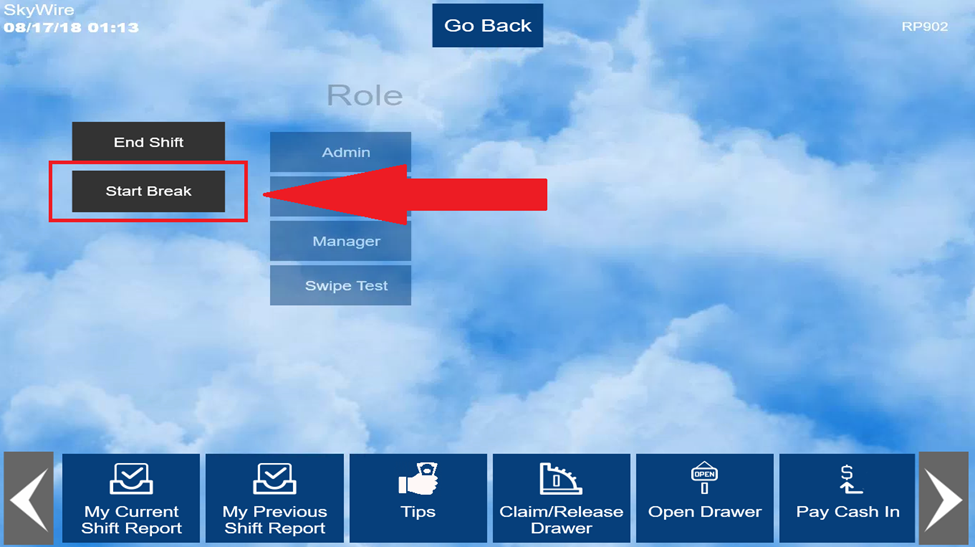 SkyWire
08/17/18 01:13
Go Back
RP902
Role
End Shift
Start Break
Admin
Manager
Swipe Test
My Current
Shift Report
My Previous
Shift Report
Tips
Claim/Release
Drawer
OPEN
Open Drawer
$
Pay Cash In